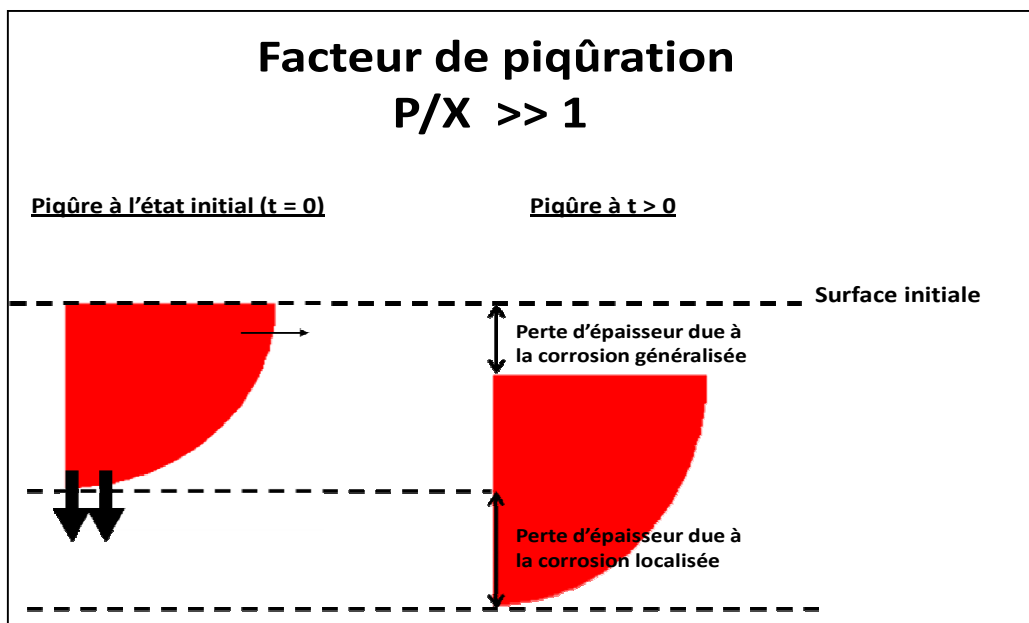 Facteur de piqûration
P/X >> 1
Piqûre à l'état initial (t = 0)
Piqûre à t > 0
Surface initiale
Perte d'épaisseur due à
la corrosion généralisée
Perte d'épaisseur due à
la corrosion localisée